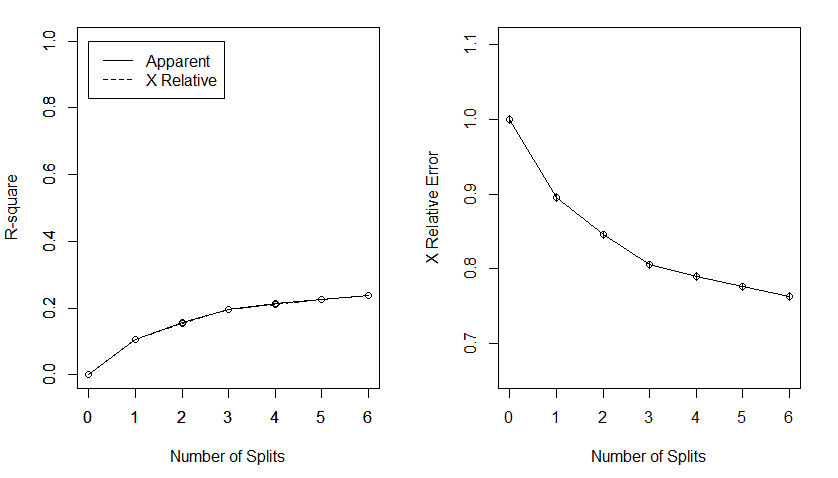 1.0
0.8
0.6
0.4
0.2
0.0
R-square
Apparent
X Relative
0 1 2 3 4 5 6
Number of Splits
1.1
1.0
0.9
0.8
0.7
X Relative Error
0 1 2 3 4 5 6
Number of Splits